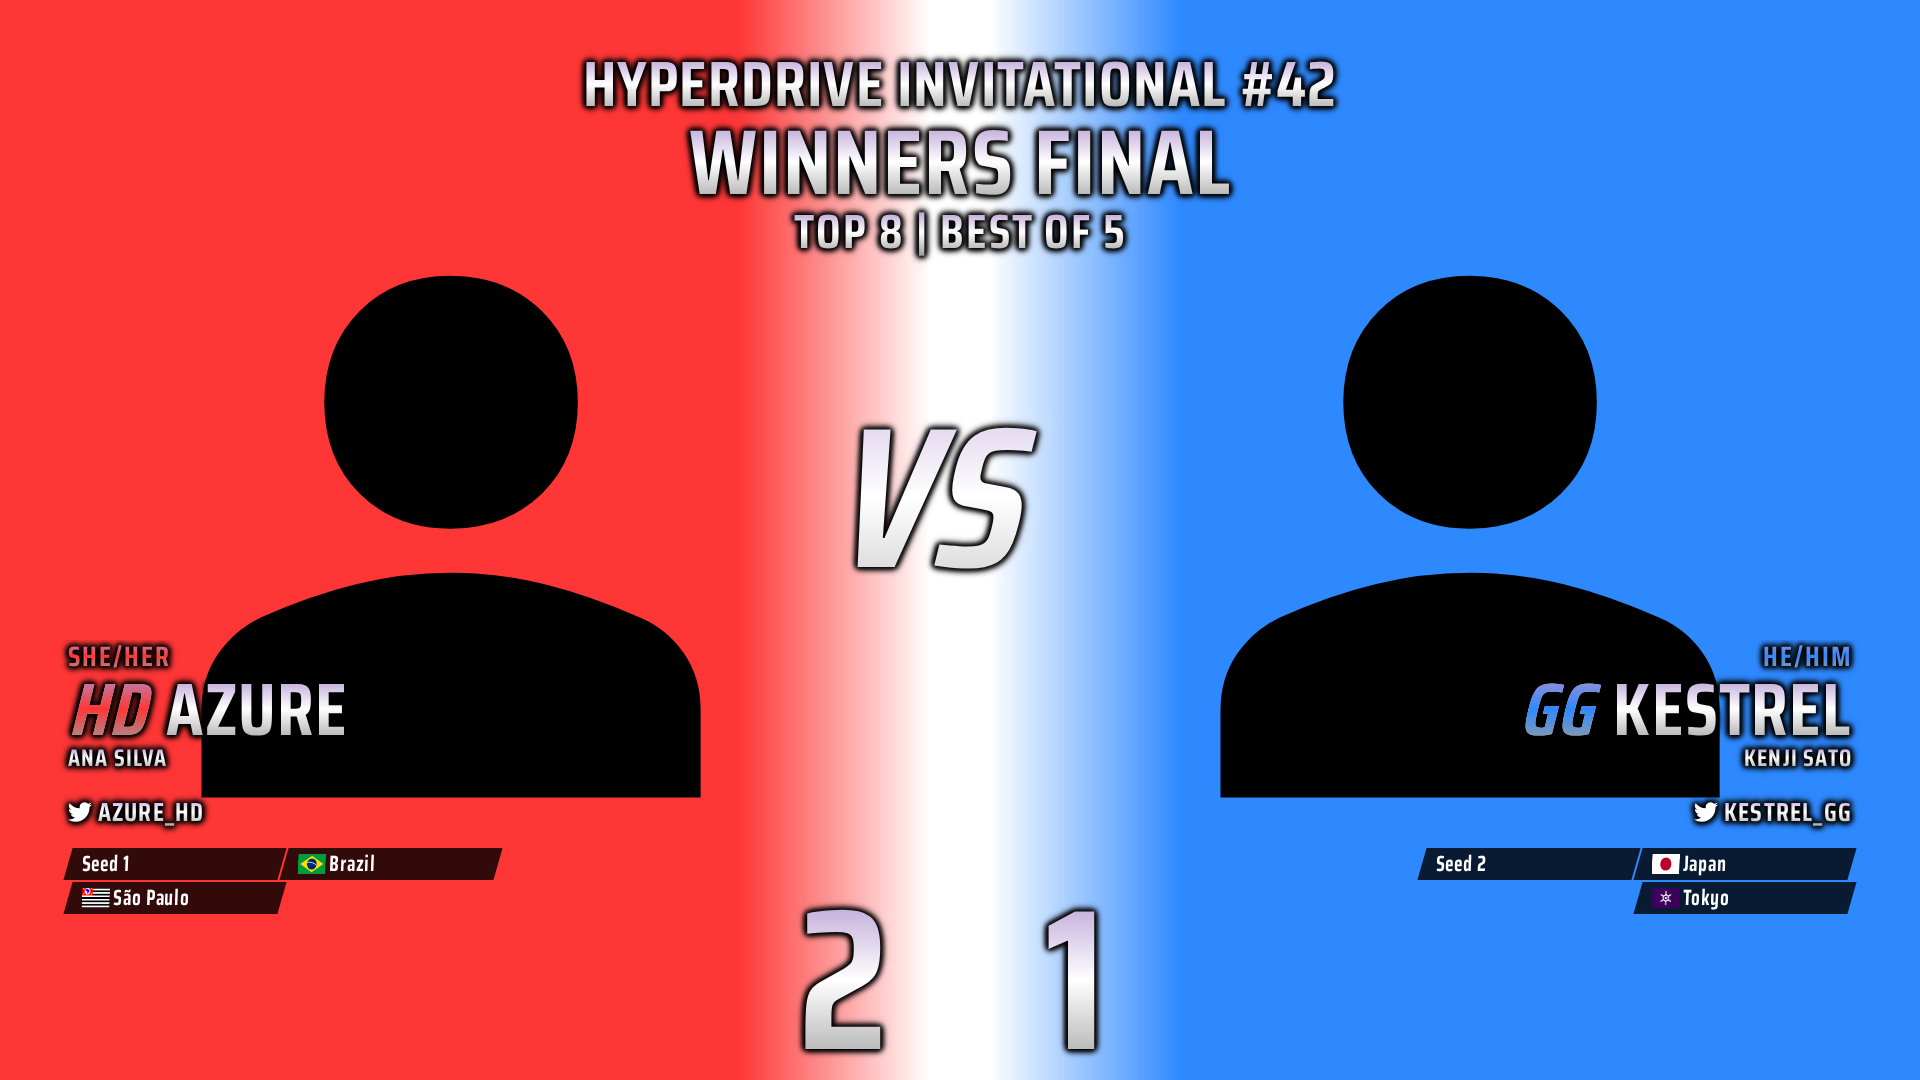 HYPERDRIVE INVITATIONAL #42
WINNERS FINAL
TOP 8 | BEST OF 5
VS
SHE/HER
HD AZURE
ANA SILVA
AZURE_HD
Seed 1
Brazil
São Paulo
HE/HIM
GG KESTREL
KENJI SATO
KESTREL_GG
Seed 2
Japan
Tokyo
2 1